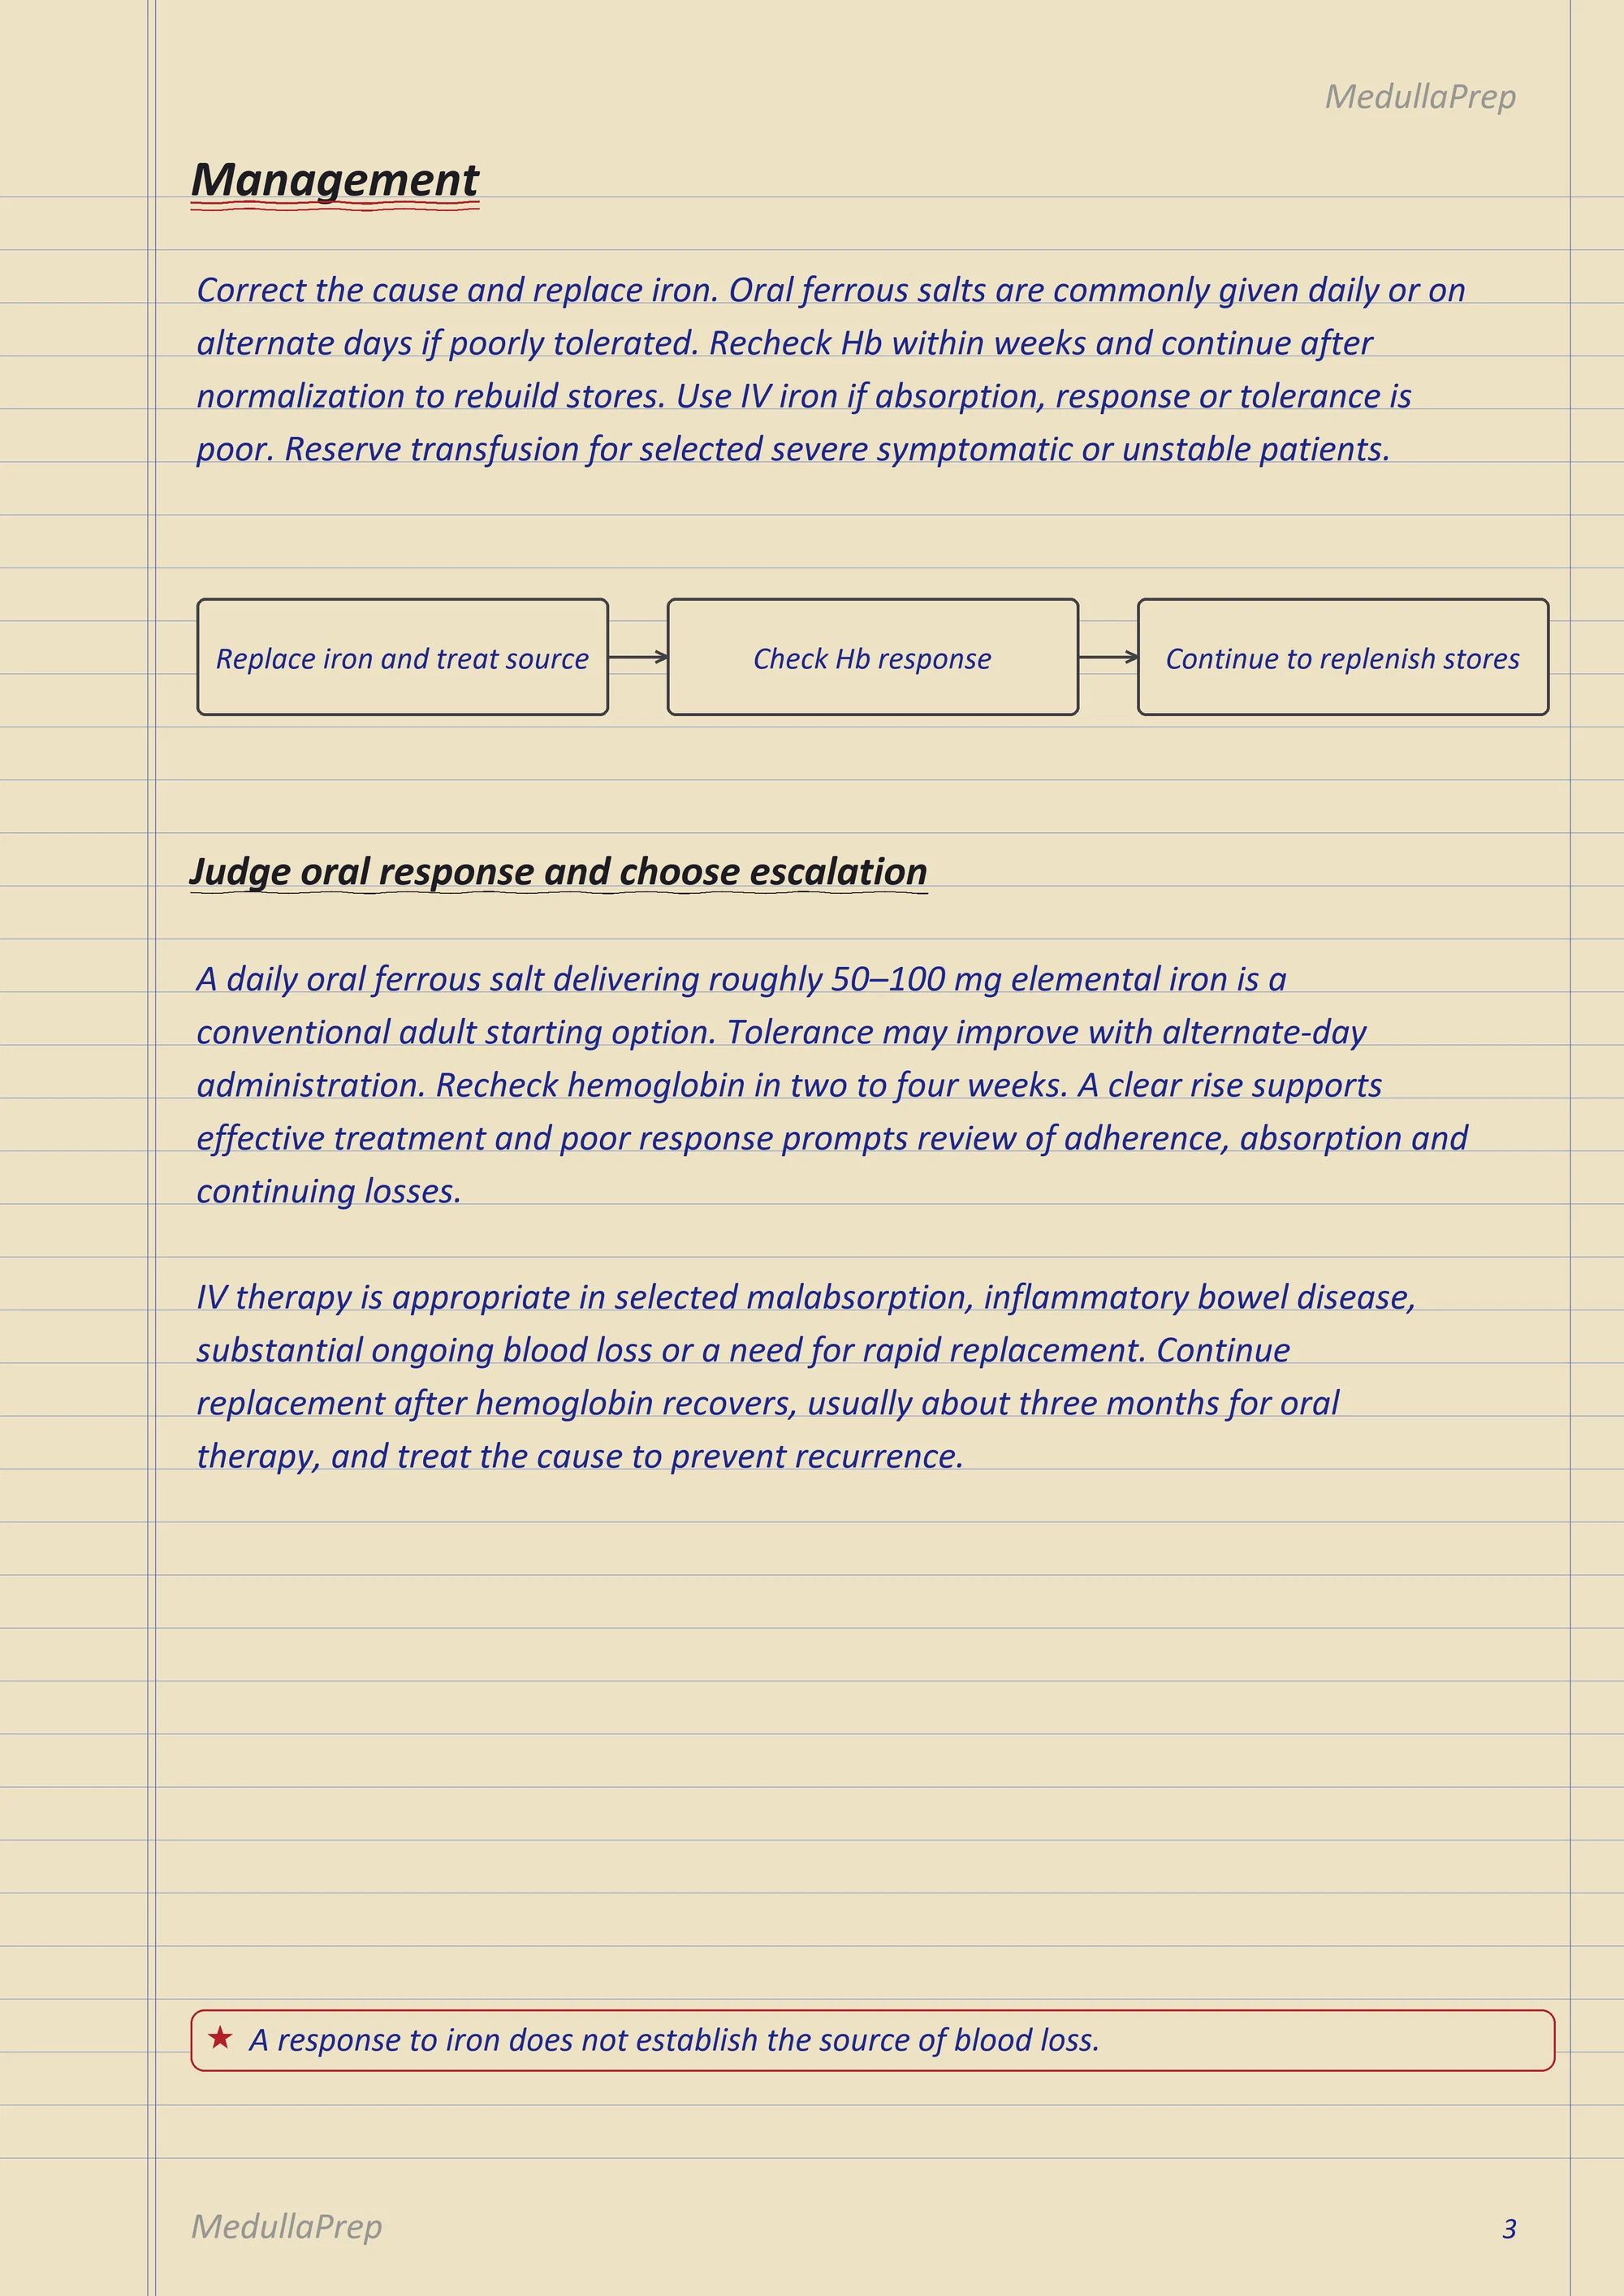 MedullaPrep
Management
Correct the cause and replace iron. Oral ferrous salts are commonly given daily or on
alternate days if poorly tolerated. Recheck Hb within weeks and continue after
normalization to rebuild stores. Use IV iron if absorption, response or tolerance is
poor. Reserve transfusion for selected severe symptomatic or unstable patients.
Replace iron and treat source
Check Hb response
Continue to replenish stores
Judge oral response and choose escalation
A daily oral ferrous salt delivering roughly 50–100 mg elemental iron is a
conventional adult starting option. Tolerance may improve with alternate-day
administration. Recheck hemoglobin in two to four weeks. A clear rise supports
effective treatment and poor response prompts review of adherence, absorption and
continuing losses.
IV therapy is appropriate in selected malabsorption, inflammatory bowel disease,
substantial ongoing blood loss or a need for rapid replacement. Continue
replacement after hemoglobin recovers, usually about three months for oral
therapy, and treat the cause to prevent recurrence.
★ A response to iron does not establish the source of blood loss.
MedullaPrep
3